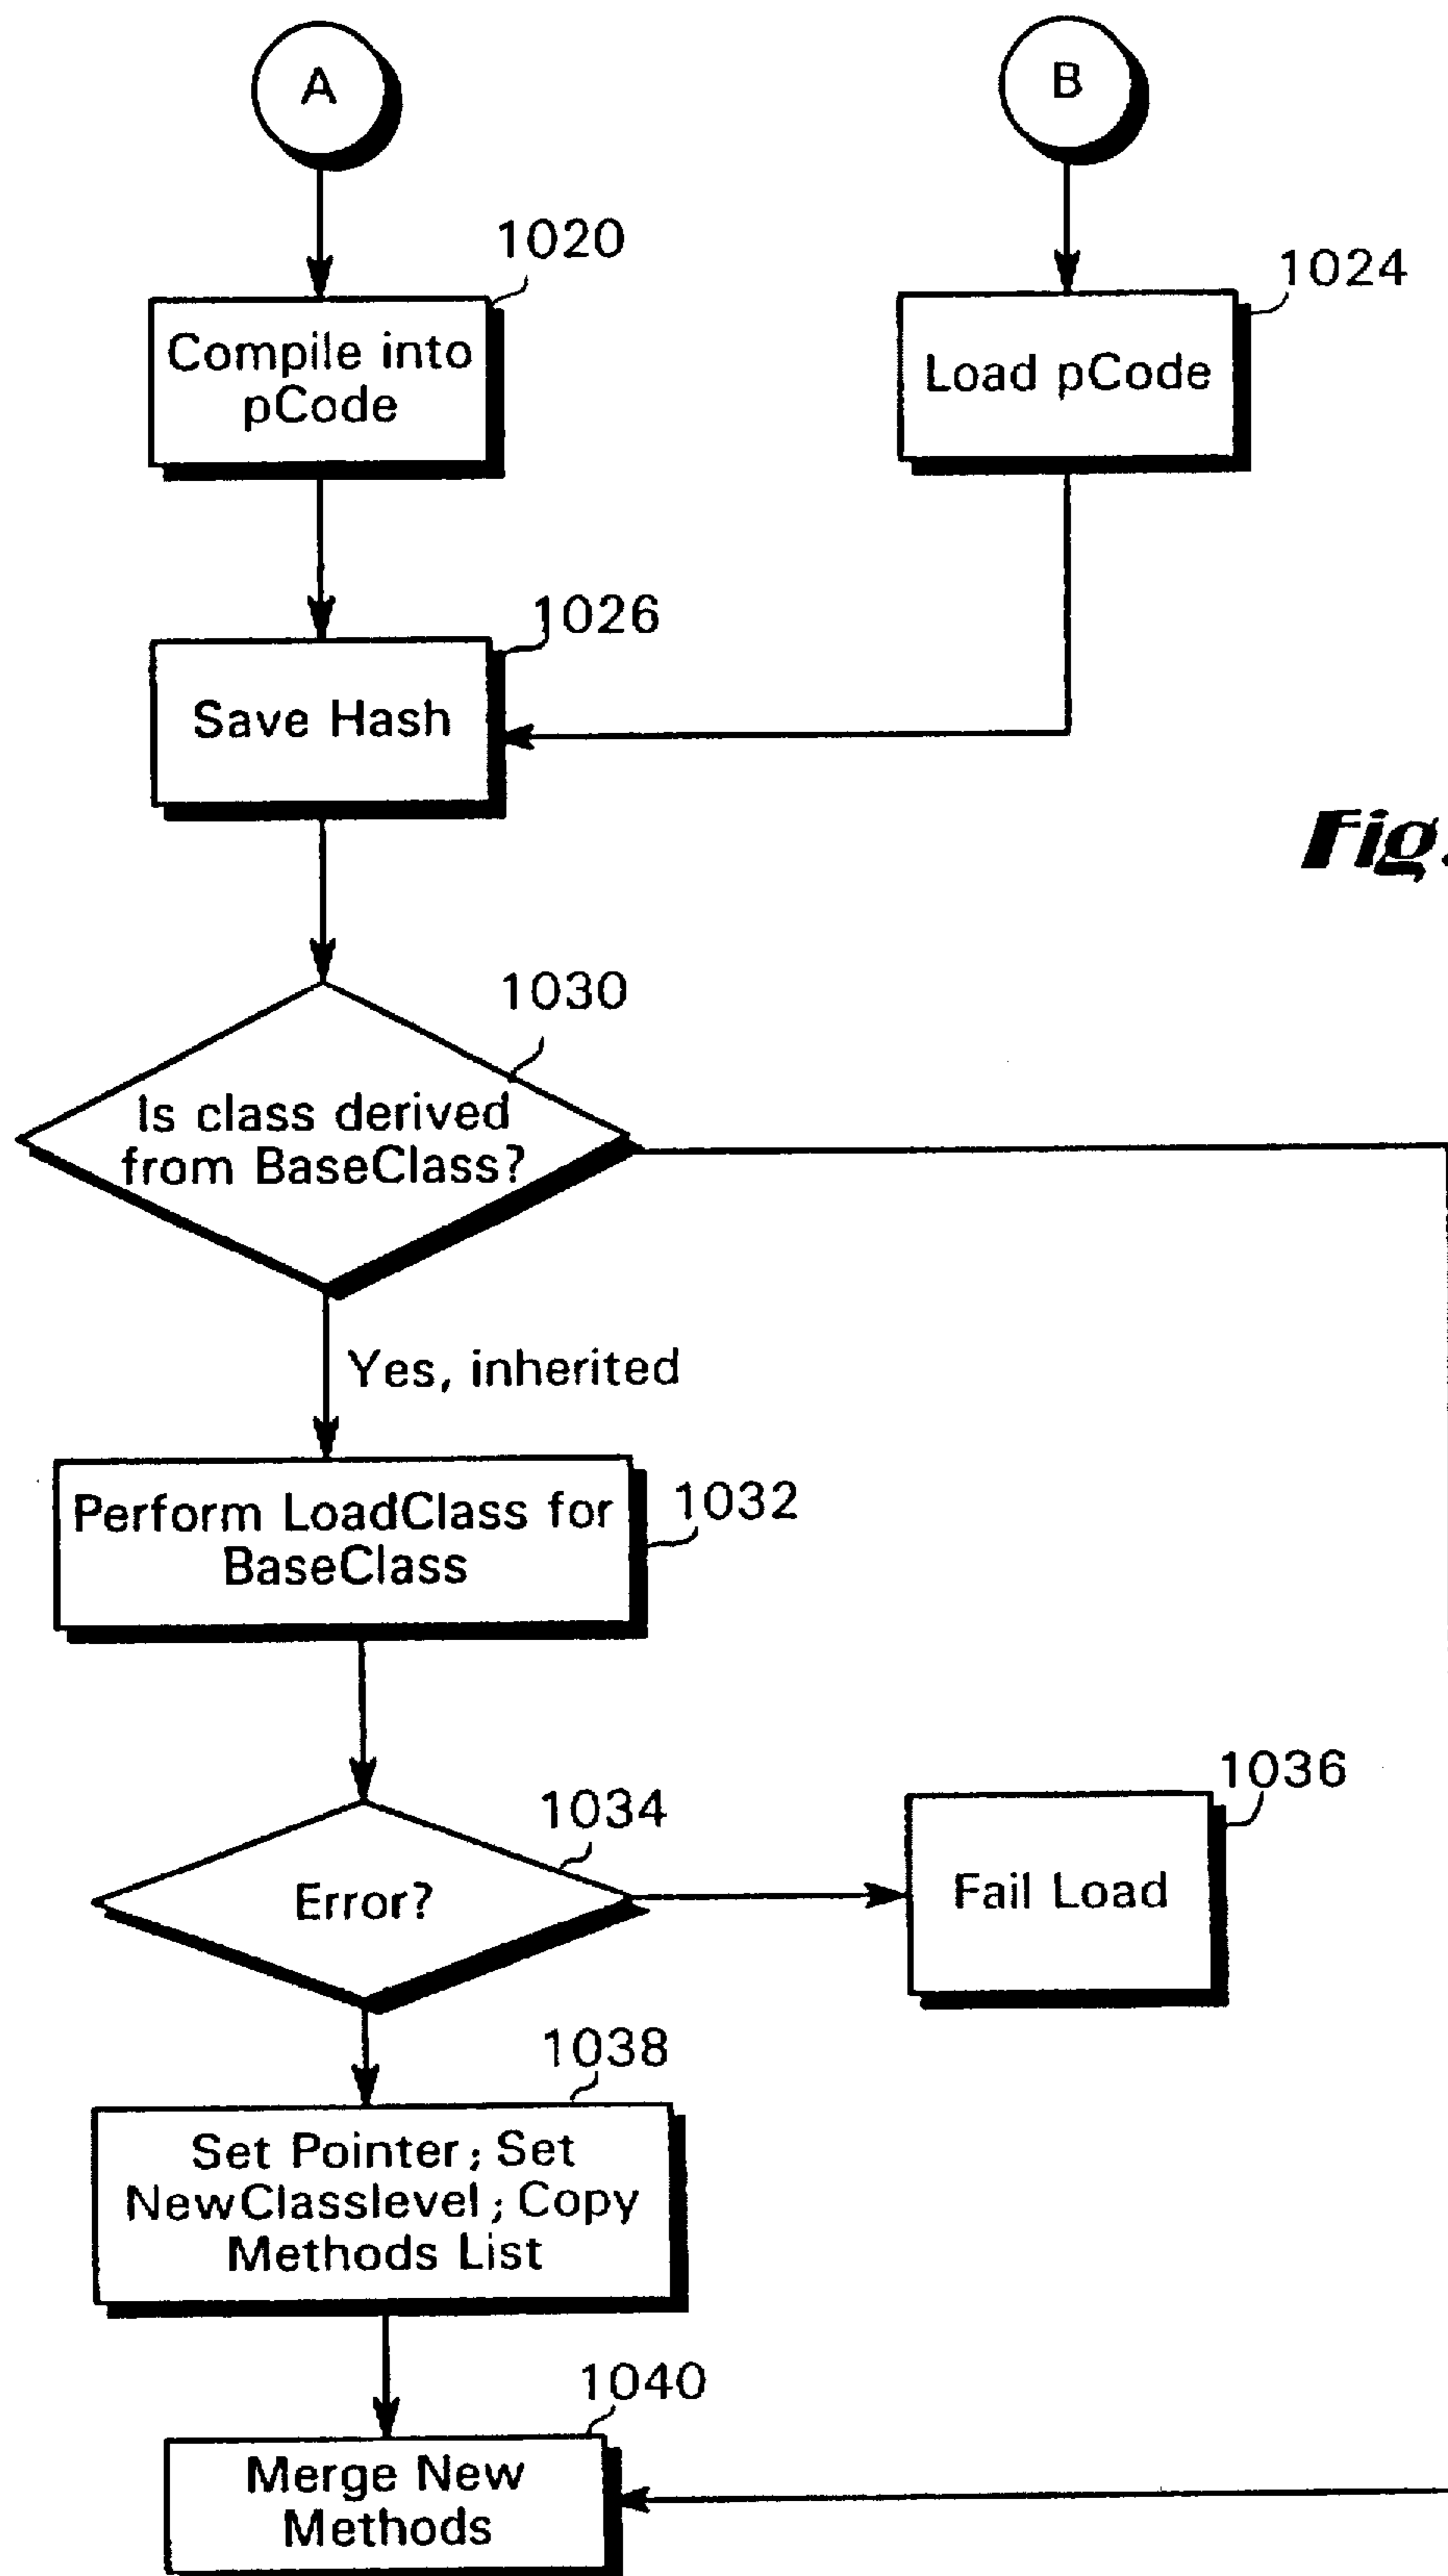 A
B
1020
1024
Compile into
pCode
Load pCode
1026
Save Hash
Fig.
1030
Is class derived
from BaseClass?
Yes, inherited
1032
Perform LoadClass for
BaseClass
1036
1034
Error?
Fail Load
1038
Set Pointer; Set
NewClasslevel; Copy
Methods List
1040
Merge New
Methods